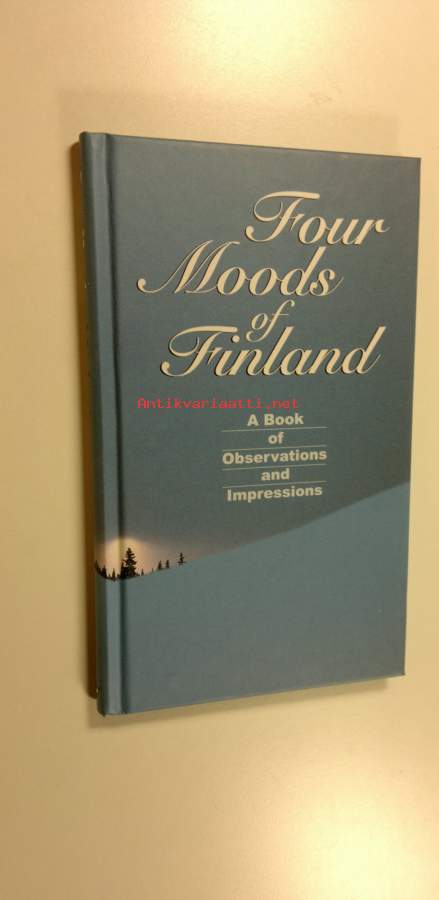 Four
Moods
of
Finland
Antikvariaatti.net
A Book
of
Observations
and
Impressions